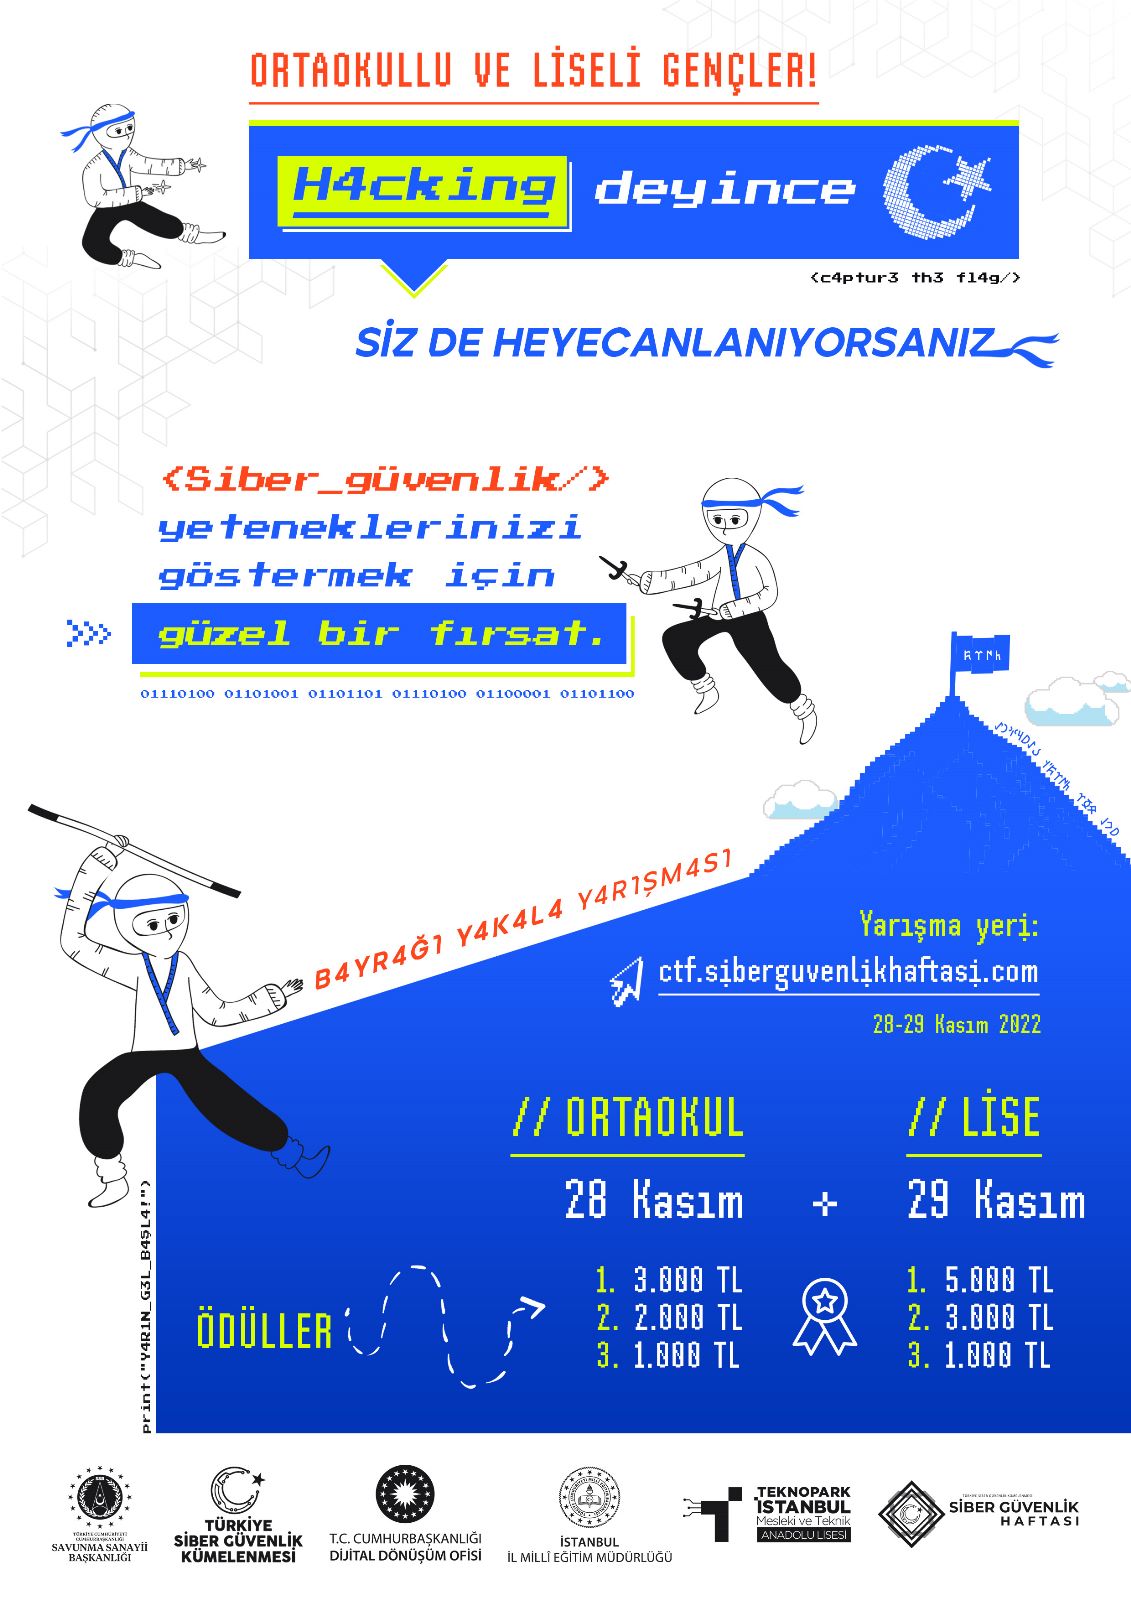 ORTAOKULLU VE LİSELİ GENÇLER!
H4cking deyince
<c4ptur3 th3 fl4g/>
SİZ DE HEYECANLANIYORSANIZ
<Siber_güvenlik/>
yeteneklerinizi
göstermek için
>>> güzel bir fırsat.
01110100 01101001 01101101 01110100 01100001 01101100
B4YR4Ğ1 Y4K4L4 Y4R1ŞM4S1
Yarışma yeri:
ctf.siberguvenlikhaftasi.com
28-29 Kasım 2022
// ORTAOKUL
28 Kasım
+
// LİSE
29 Kasım
ÖDÜLLER
1. 3.000 TL
2. 2.000 TL
3. 1.000 TL
1. 5.000 TL
2. 3.000 TL
3. 1.000 TL
print("Y4R1N_G3L_B4ŞL4!")
TÜRKİYE CUMHURİYETİ
CUMHURBAŞKANLIĞI
SAVUNMA SANAYİİ
BAŞKANLIĞI
TÜRKİYE
SİBER GÜVENLİK
KÜMELENMESİ
T.C. CUMHURBAŞKANLIĞI
DİJİTAL DÖNÜŞÜM OFİSİ
İSTANBUL
İL MİLLÎ EĞİTİM MÜDÜRLÜĞÜ
TEKNOPARK
İSTANBUL
Mesleki ve Teknik
ANADOLU LİSESİ
SİBER GÜVENLİK
HAFTASI